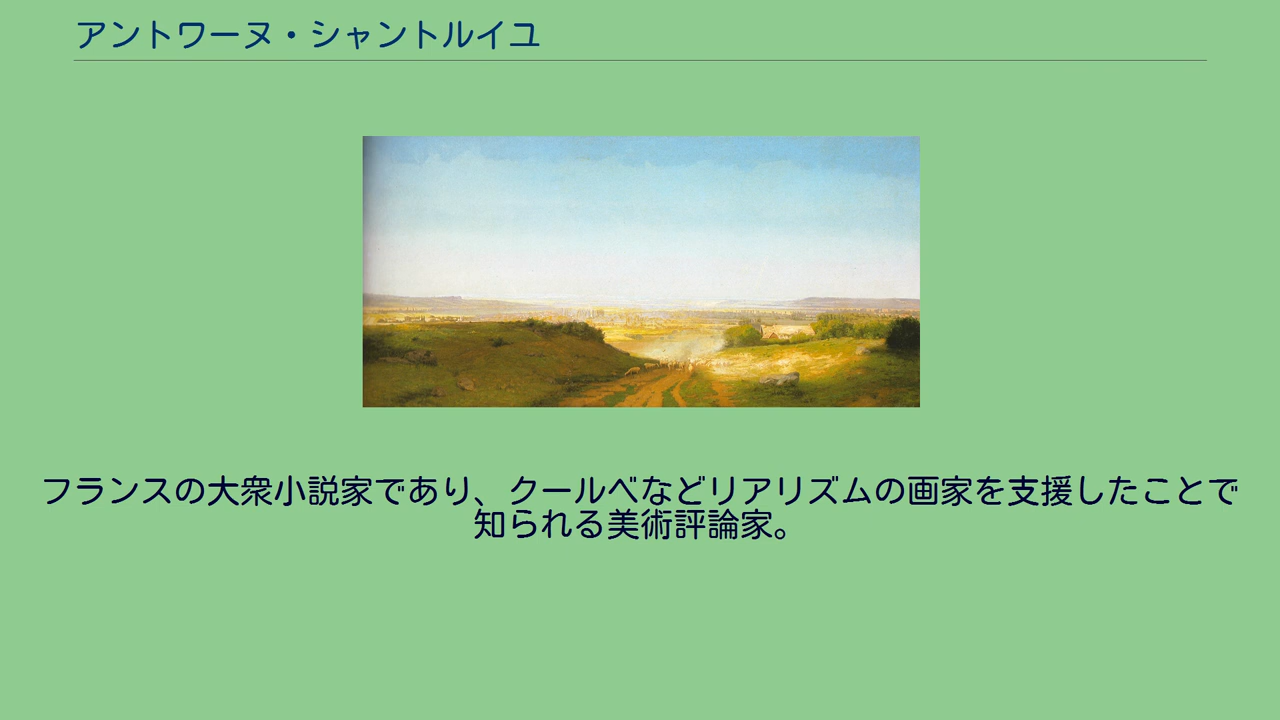 アントワーヌ・シャントルイユ
フランスの大衆小説家であり、クールベなどリアリズムの画家を支援したことで
知られる美術評論家。